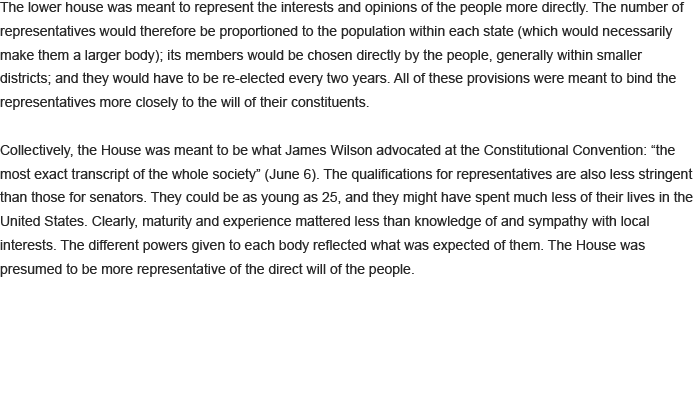 The lower house was meant to represent the interests and opinions of the people more directly. The number of
representatives would therefore be proportioned to the population within each state (which would necessarily
make them a larger body); its members would be chosen directly by the people, generally within smaller
districts; and they would have to be re-elected every two years. All of these provisions were meant to bind the
representatives more closely to the will of their constituents.
Collectively, the House was meant to be what James Wilson advocated at the Constitutional Convention: “the
most exact transcript of the whole society” (June 6). The qualifications for representatives are also less stringent
than those for senators. They could be as young as 25, and they might have spent much less of their lives in the
United States. Clearly, maturity and experience mattered less than knowledge of and sympathy with local
interests. The different powers given to each body reflected what was expected of them. The House was
presumed to be more representative of the direct will of the people.